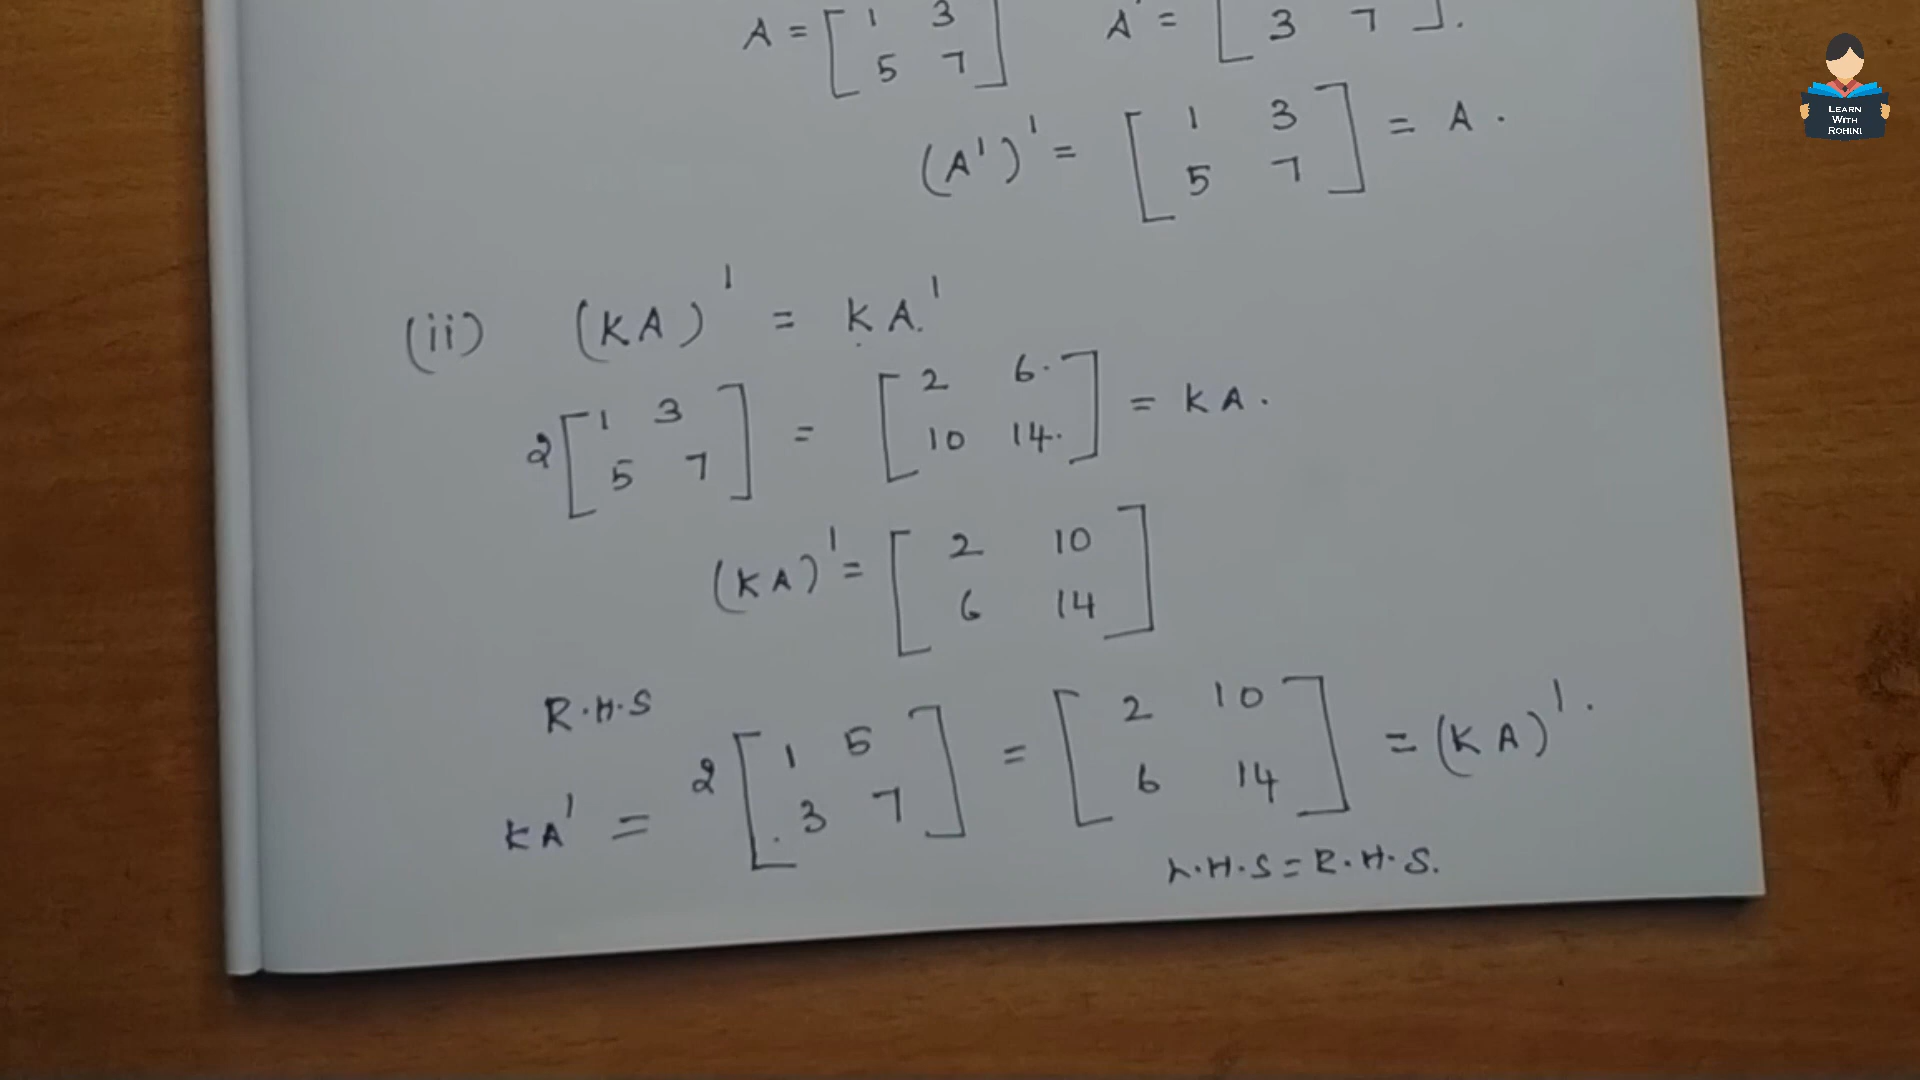 A = [ 1 3 A' = [
5 7 ] 3 7 ].
(A')' = [ 1 3
5 7 ] = A.
(ii) (KA)' = KA.'
2 [ 1 3
5 7 ] = [ 2 6.
10 14. ] = KA.
(KA)' = [ 2 10
6 14 ]
R.H.S
KA' = 2 [ 1 5
. 3 7 ] = [ 2 10
6 14 ] = (KA)'.
L.H.S = R.H.S.
LEARN
WITH
ROHINI